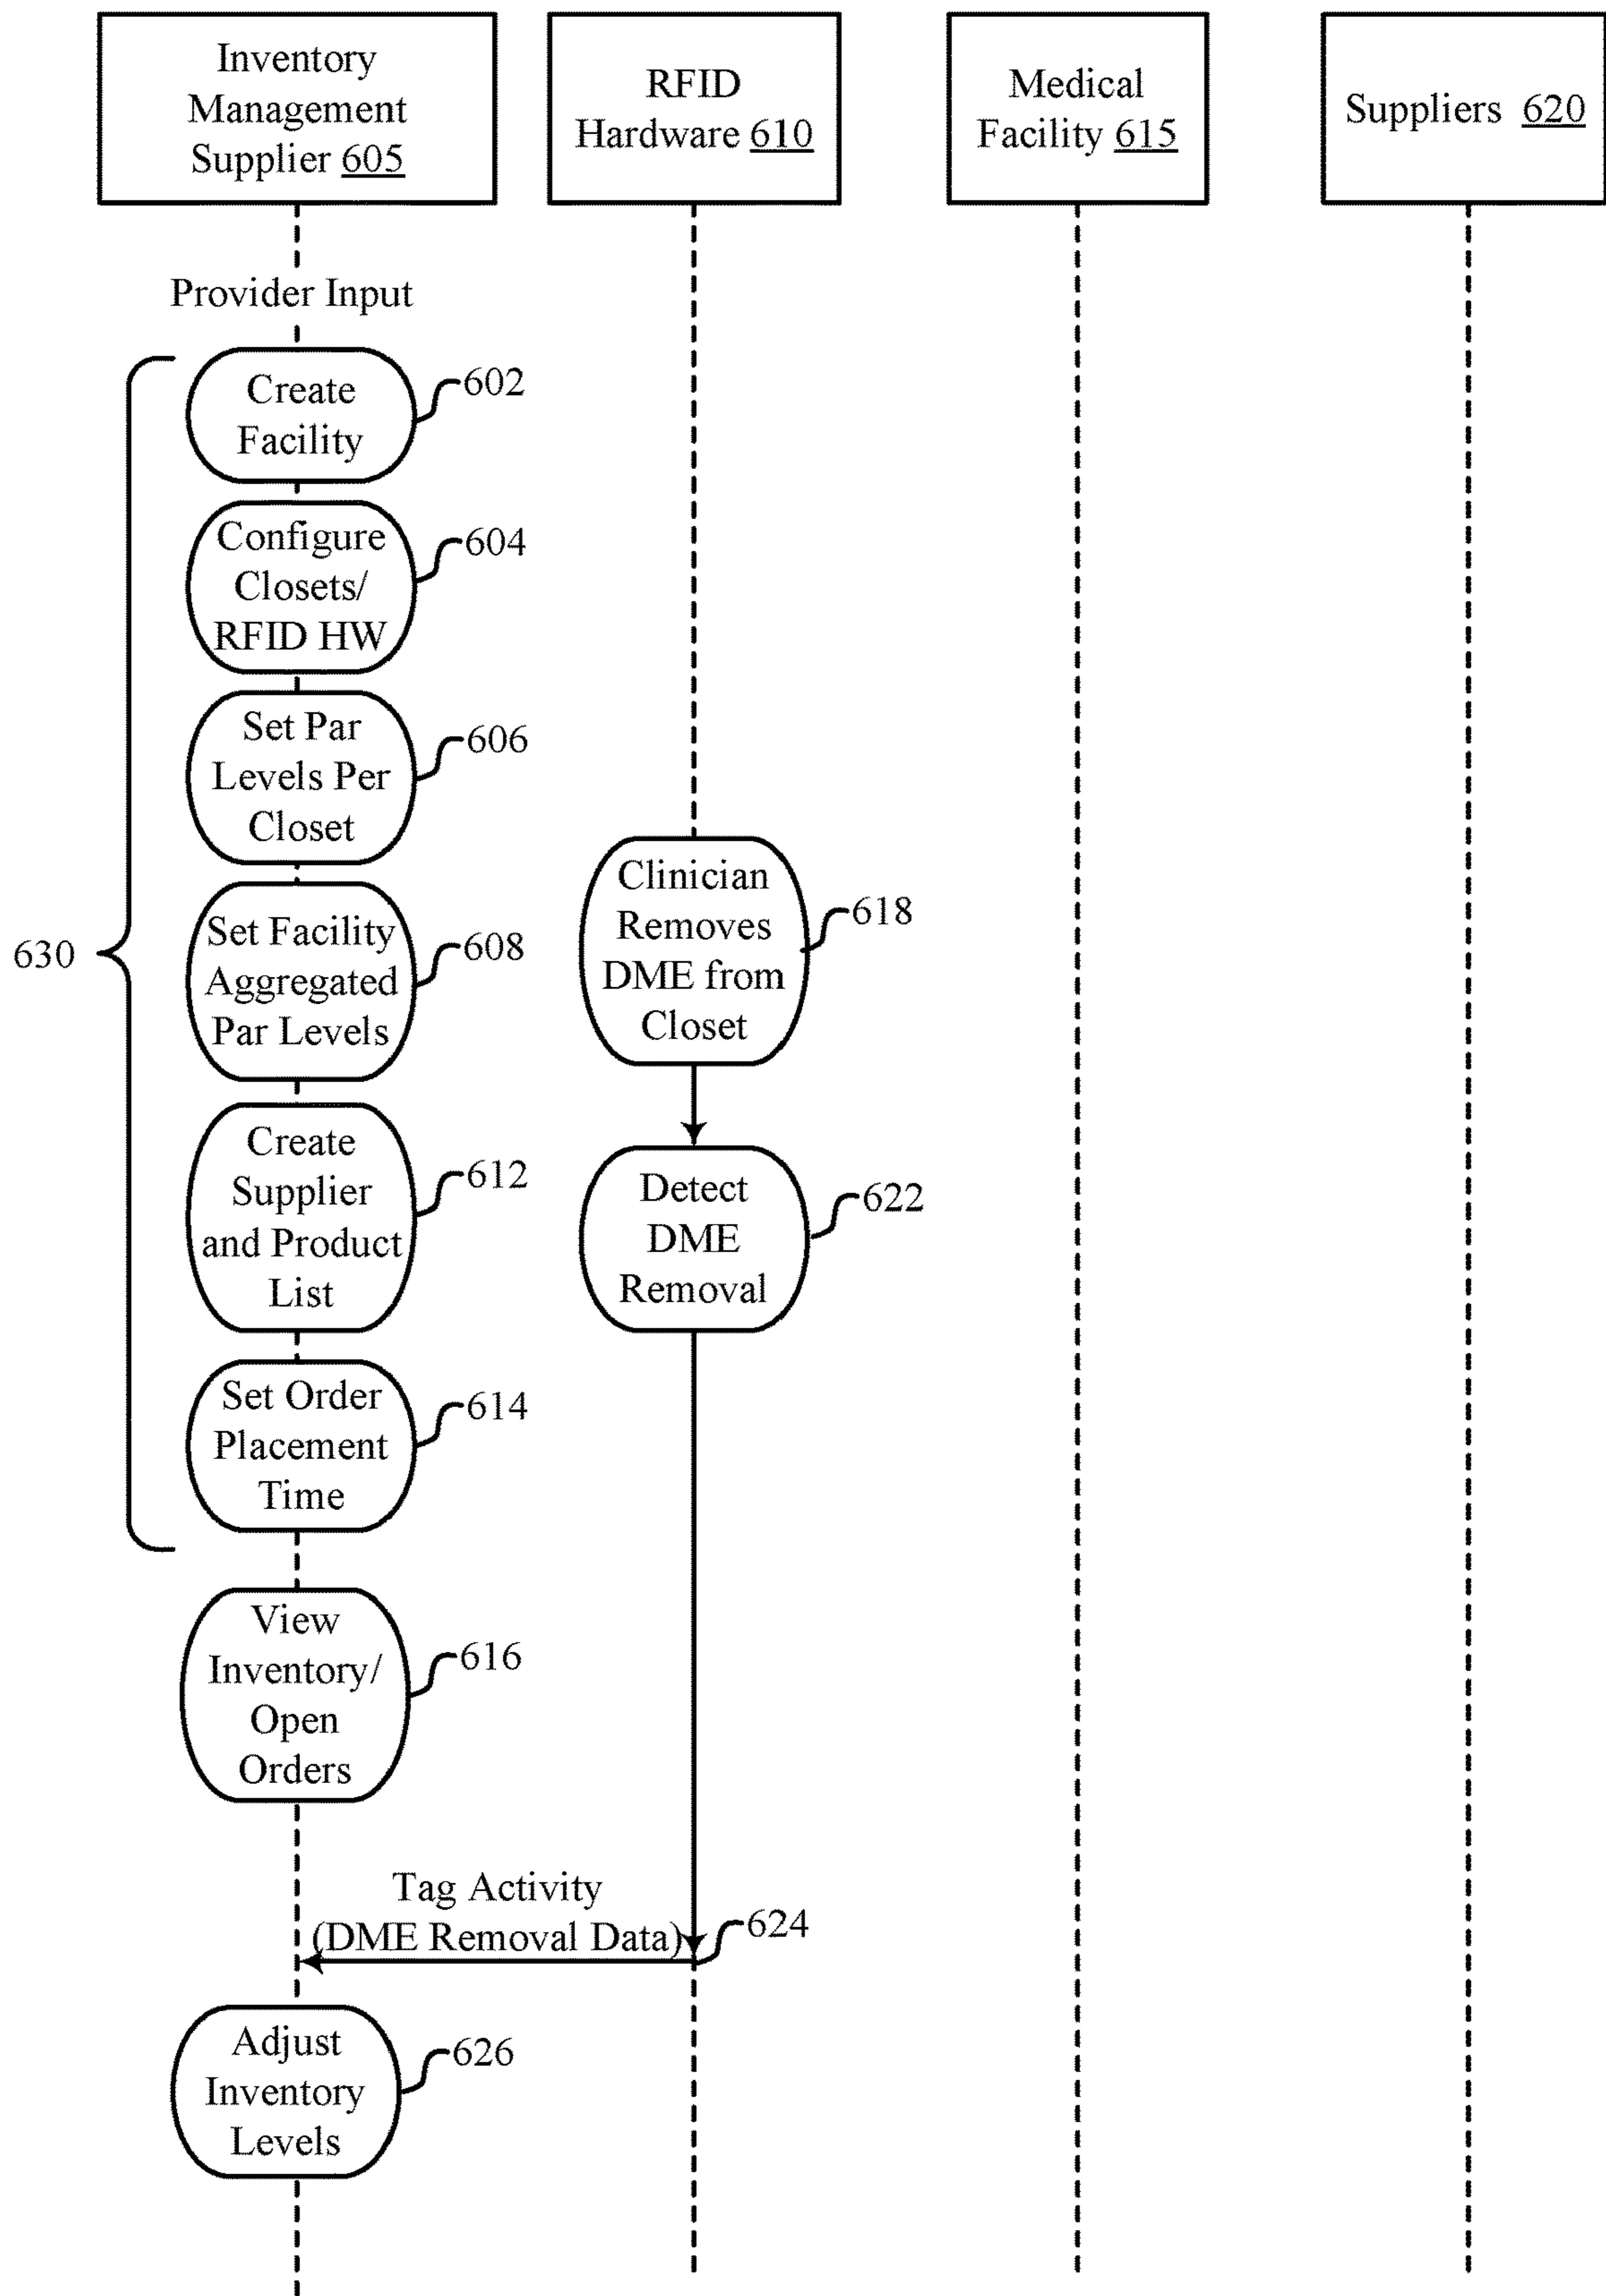 Inventory
Management
Supplier 605
RFID
Hardware 610
Medical
Facility 615
Suppliers 620
Provider Input
Create
Facility
602
Configure
Closets/
RFID HW
604
Set Par
Levels Per
Closet
606
Set Facility
Aggregated
Par Levels
608
630
Create
Supplier
and Product
List
612
Set Order
Placement
Time
614
View
Inventory/
Open
Orders
616
Clinician
Removes
DME from
Closet
618
Detect
DME
Removal
622
Tag Activity
(DME Removal Data)
624
Adjust
Inventory
Levels
626